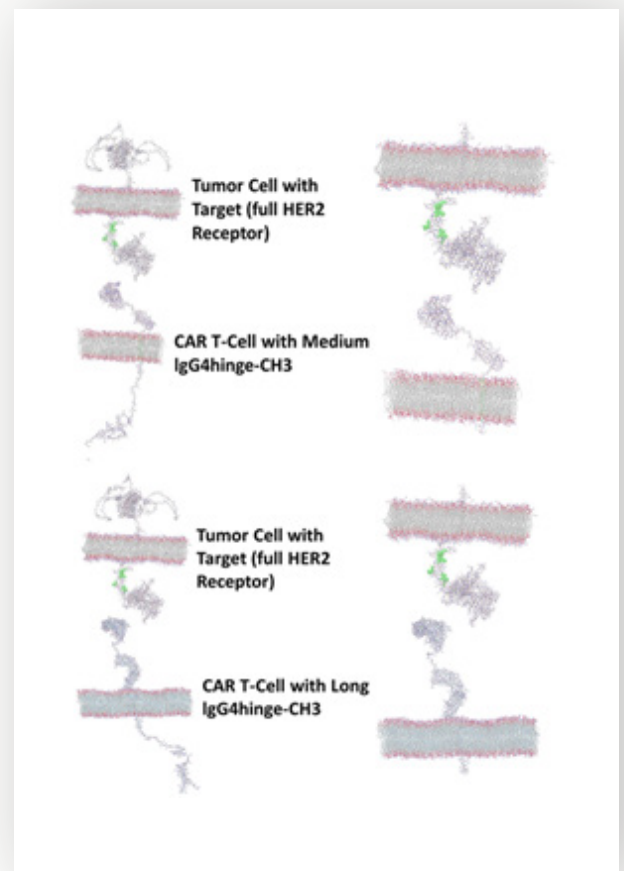 Tumor Cell with
Target (full HER2
Receptor)
CAR T-Cell with Medium
IgG4hinge-CH3
Tumor Cell with
Target (full HER2
Receptor)
CAR T-Cell with Long
IgG4hinge-CH3